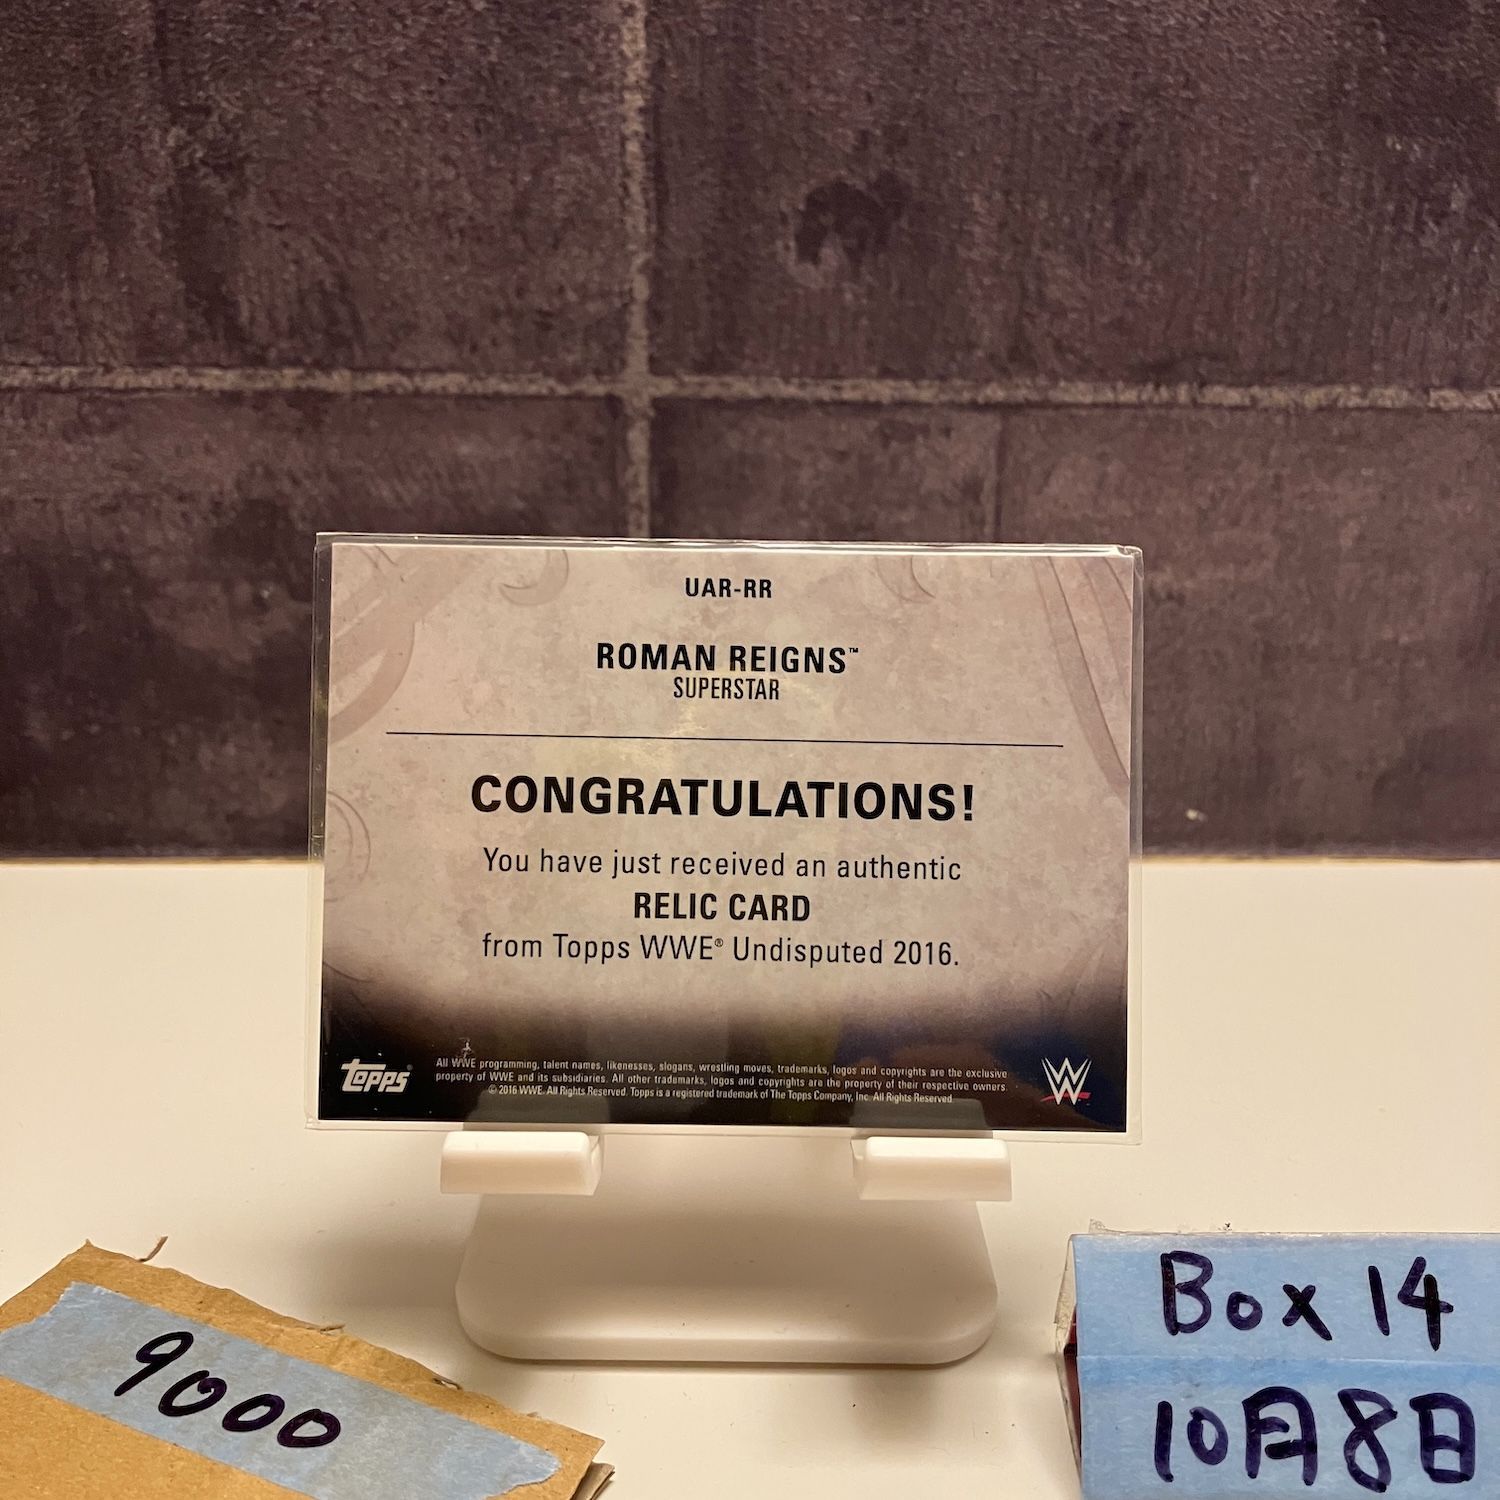 UAR-RR
ROMAN REIGNS™
SUPERSTAR
CONGRATULATIONS!
You have just received an authentic
RELIC CARD
from Topps WWE® Undisputed 2016.
topps®
All WWE programming, talent names, likenesses, slogans, wrestling moves, trademarks, logos and copyrights are the exclusive
property of WWE and its subsidiaries. All other trademarks, logos and copyrights are the property of their respective owners.
© 2016 WWE. All Rights Reserved. Topps is a registered trademark of The Topps Company, Inc. All Rights Reserved.
W
9000
Box 14
10月8日